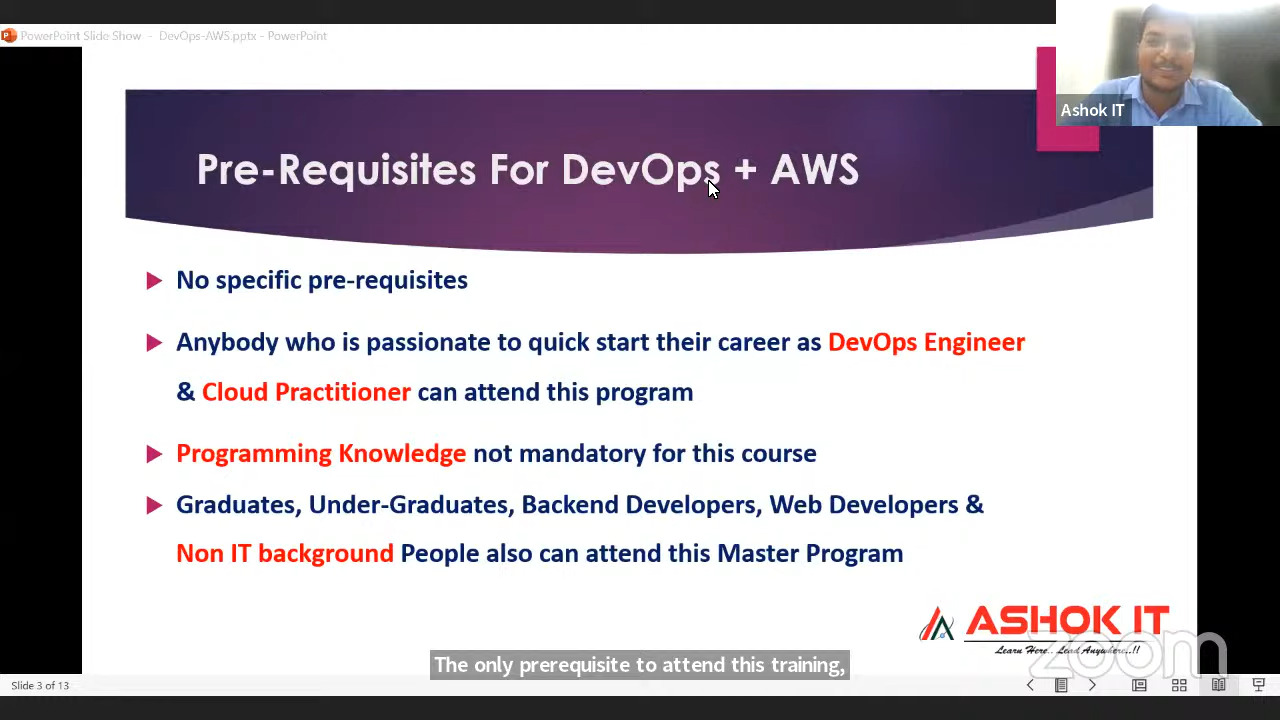 PowerPoint Slide Show - DevOps-AWS.pptx - PowerPoint
Ashok IT
Pre-Requisites For DevOps + AWS
No specific pre-requisites
Anybody who is passionate to quick start their career as DevOps Engineer
& Cloud Practitioner can attend this program
Programming Knowledge not mandatory for this course
Graduates, Under-Graduates, Backend Developers, Web Developers &
Non IT background People also can attend this Master Program
ASHOK IT
Learn Here.. Lead Anywhere..!!
zoom
The only prerequisite to attend this training,
Slide 3 of 13